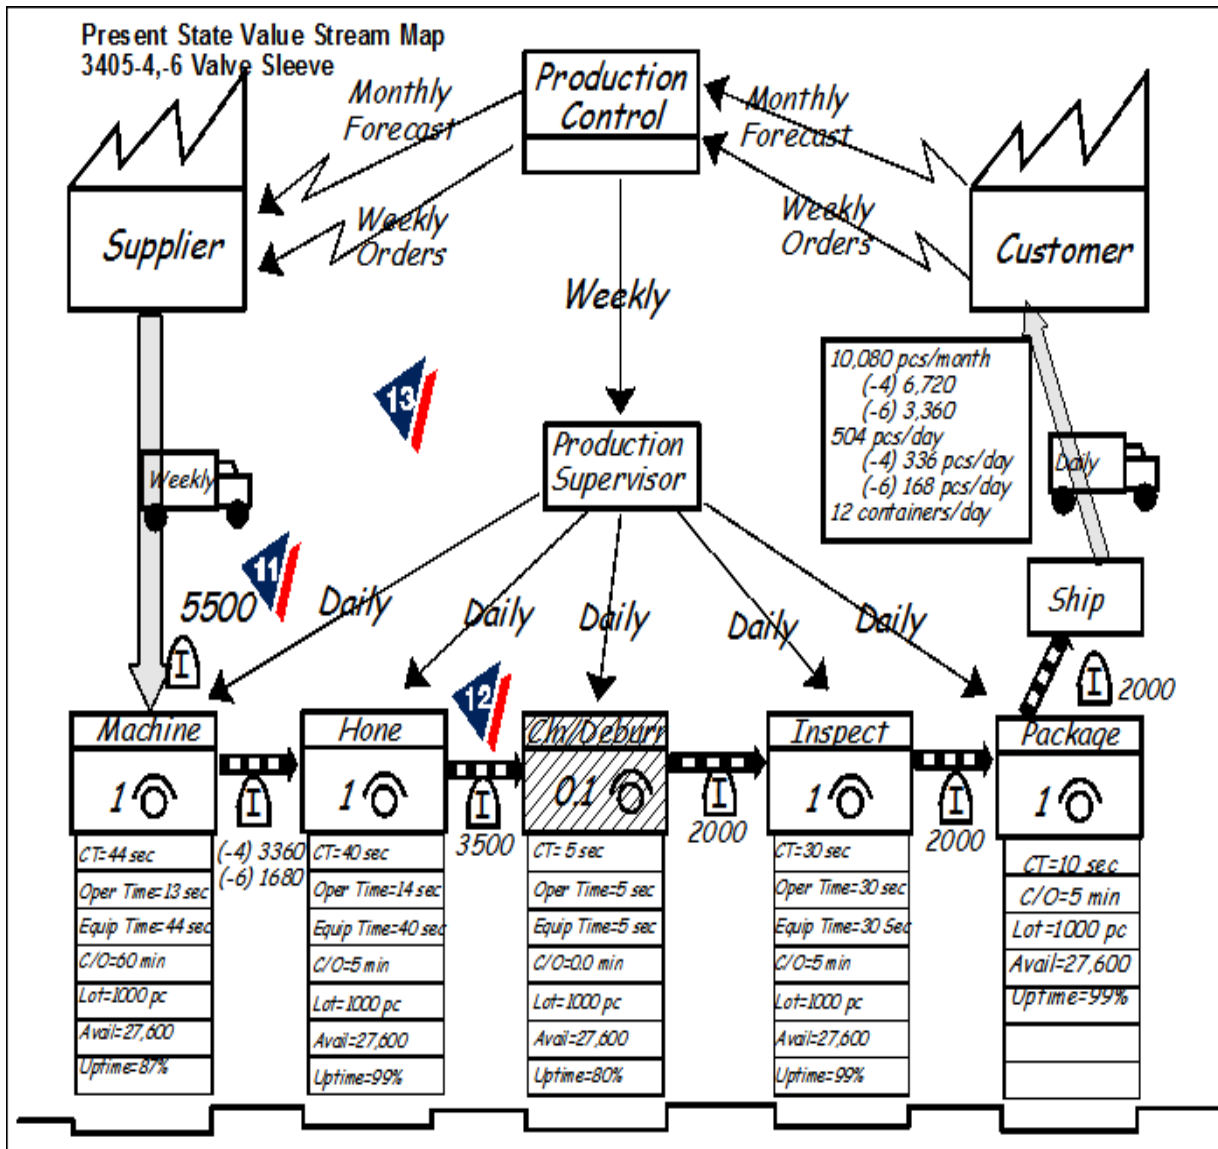 Present State Value Stream Map
3405-4,-6 Valve Sleeve
Production
Control
Monthly
Forecast
Monthly
Forecast
Weekly
Orders
Weekly
Orders
Supplier
Customer
Weekly
10,080 pcs/month
(-4) 6,720
(-6) 3,360
504 pcs/day
(-4) 336 pcs/day
(-6) 168 pcs/day
12 containers/day
13
Production
Supervisor
Weekly
Daily
11
5500
I
Daily
Daily
Daily
Daily
Daily
Ship
I
2000
12
Machine
1
I
(-4) 3360
(-6) 1680
CT=44 sec
Oper Time=13 sec
Equip Time=44 sec
C/O=60 min
Lot=1000 pc
Avail=27,600
Uptime=87%
Hone
1
I
3500
CT=40 sec
Oper Time=14 sec
Equip Time=40 sec
C/O=5 min
Lot=1000 pc
Avail=27,600
Uptime=99%
Cln/Deburr
0.1
I
2000
CT= 5 sec
Oper Time=5 sec
Equip Time=5 sec
C/O=0.0 min
Lot=1000 pc
Avail=27,600
Uptime=80%
Inspect
1
I
2000
CT=30 sec
Oper Time=30 sec
Equip Time=30 Sec
C/O=5 min
Lot=1000 pc
Avail=27,600
Uptime=99%
Package
1
CT=10 sec
C/O=5 min
Lot=1000 pc
Avail=27,600
Uptime=99%